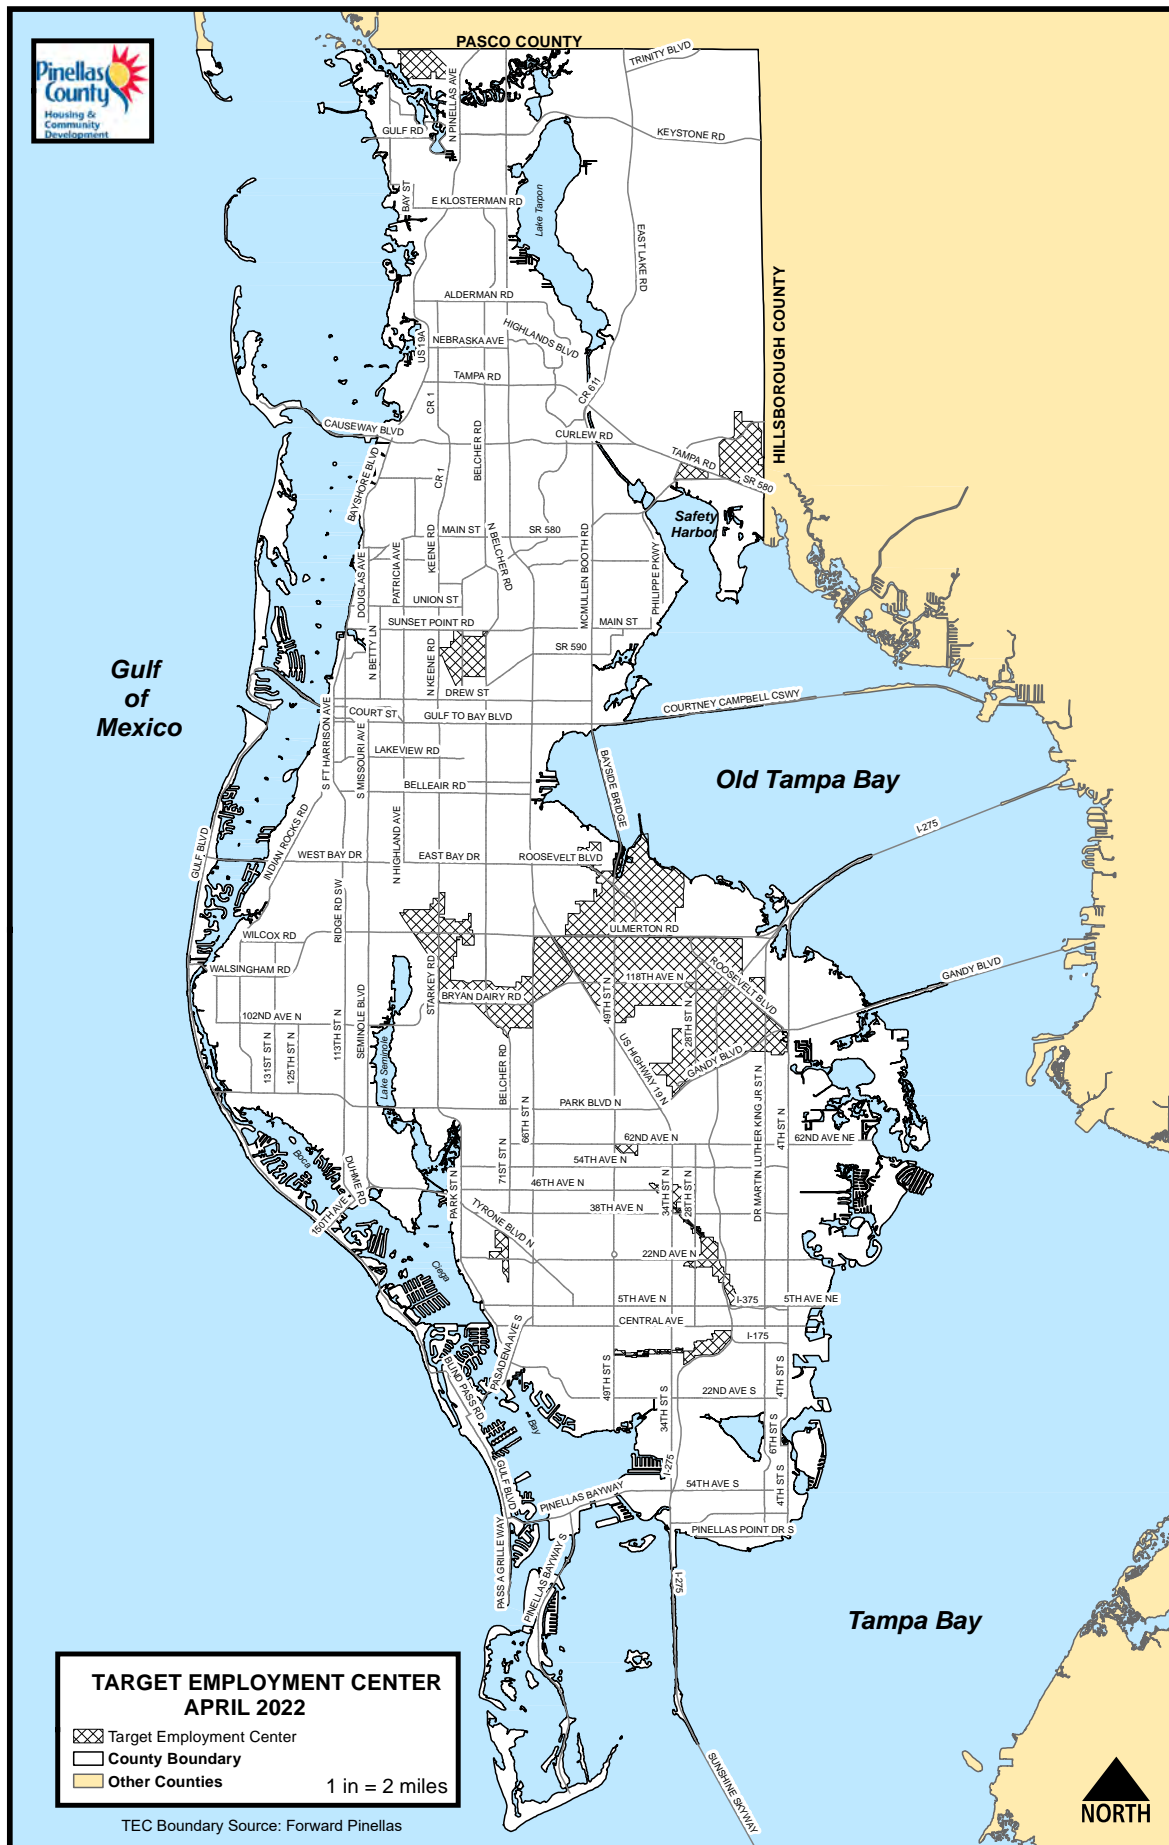 PASCO COUNTY
Pinellas
County
Housing &
Community
Development
TRINITY BLVD
N PINELLAS AVE
GULF RD
KEYSTONE RD
BAY ST
E KLOSTERMAN RD
Lake Tarpon
EAST LAKE RD
HILLSBOROUGH COUNTY
ALDERMAN RD
HIGHLANDS BLVD
US 19A
NEBRASKA AVE
TAMPA RD
CR 611
CR 1
CAUSEWAY BLVD
BELCHER RD
CURLEW RD
TAMPA RD
SR 580
BAYSHORE BLVD
CR 1
Safety
Harbor
MAIN ST
SR 580
KEENE RD
N BELCHER RD
MCMULLEN BOOTH RD
PHILIPPE PKWY
DOUGLAS AVE
PATRICIA AVE
UNION ST
SUNSET POINT RD
MAIN ST
N BETTY LN
N KEENE RD
SR 590
DREW ST
Gulf
of
Mexico
COURTNEY CAMPBELL CSWY
S FT HARRISON AVE
COURT ST
GULF TO BAY BLVD
S MISSOURI AVE
LAKEVIEW RD
BAYSIDE BRIDGE
Old Tampa Bay
BELLEAIR RD
INDIAN ROCKS RD
N HIGHLAND AVE
I-275
GULF BLVD
WEST BAY DR
EAST BAY DR
ROOSEVELT BLVD
RIDGE RD SW
ULMERTON RD
WILCOX RD
WALSINGHAM RD
STARKEY RD
118TH AVE N
ROOSEVELT BLVD
GANDY BLVD
BRYAN DAIRY RD
49TH ST N
28TH ST N
SEMINOLE BLVD
102ND AVE N
113TH ST N
131ST ST N
125TH ST N
Lake Seminole
BELCHER RD
US HIGHWAY 19 N
GANDY BLVD
66TH ST N
PARK BLVD N
DR MARTIN LUTHER KING JR ST N
4TH ST N
62ND AVE N
62ND AVE NE
71ST ST N
54TH AVE N
Boca
DUHME RD
46TH AVE N
34TH ST N
28TH ST N
PARK ST N
150TH AVE
TYRONE BLVD N
38TH AVE N
22ND AVE N
Ciega
5TH AVE N
I-375
5TH AVE NE
CENTRAL AVE
I-175
PASADENA AVE S
BLIND PASS RD
49TH ST S
34TH ST S
22ND AVE S
4TH ST S
Bay
6TH ST S
GULF BLVD
I-275
54TH AVE S
4TH ST S
PINELLAS BAYWAY
PINELLAS POINT DR S
PASS A GRILLE WAY
PINELLAS BAYWAY S
I-275
Tampa Bay
SUNSHINE SKYWAY
TARGET EMPLOYMENT CENTER
APRIL 2022
Target Employment Center
County Boundary
Other Counties
1 in = 2 miles
TEC Boundary Source: Forward Pinellas
NORTH